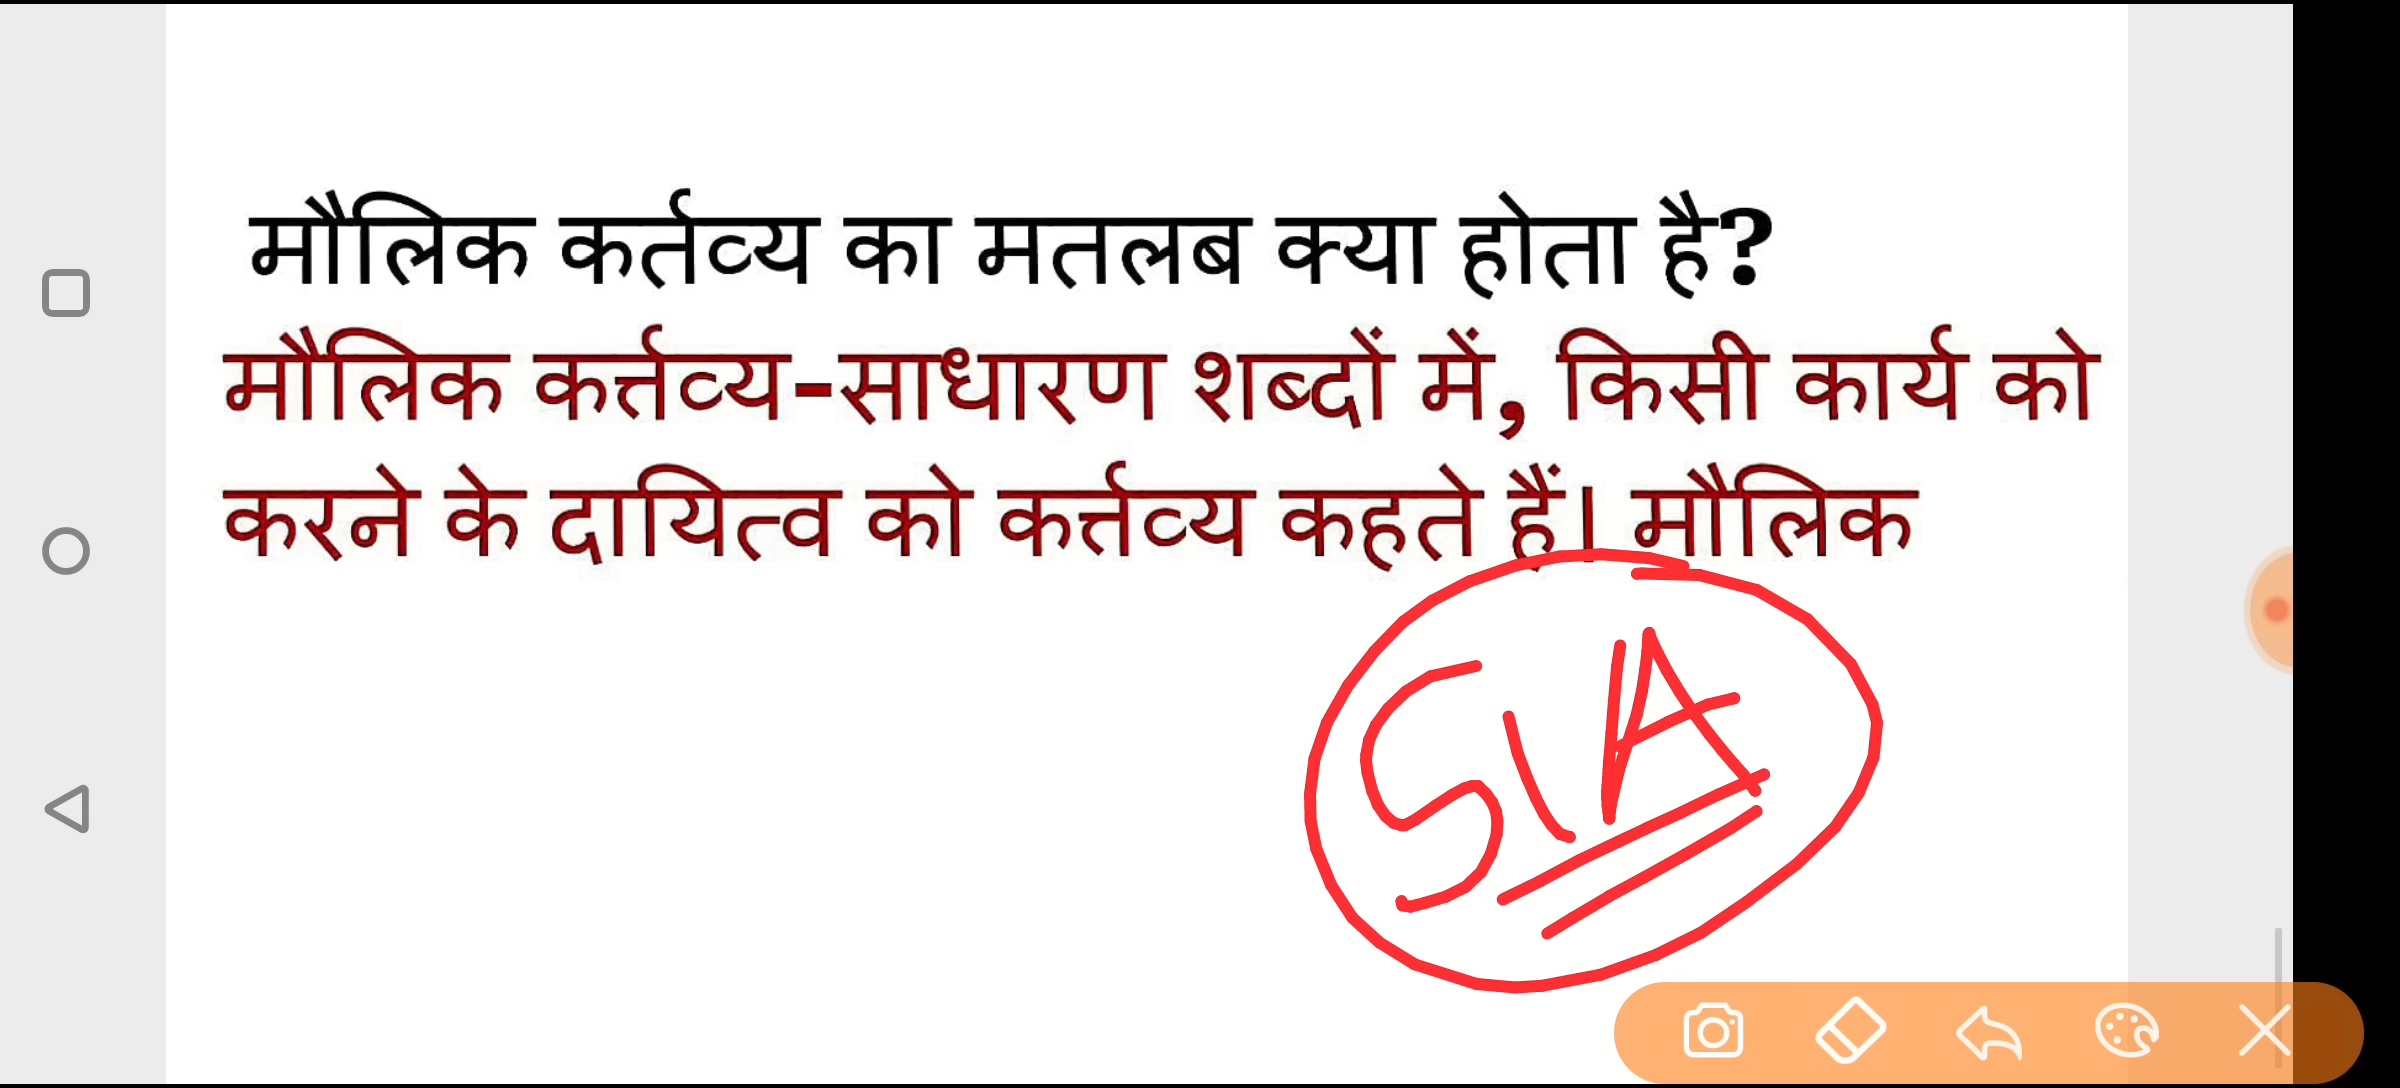 मौलिक कर्तव्य का मतलब क्या होता है?
मौलिक कर्त्तव्य-साधारण शब्दों में, किसी कार्य को
करने के दायित्व को कर्त्तव्य कहते हैं। मौलिक
SIA